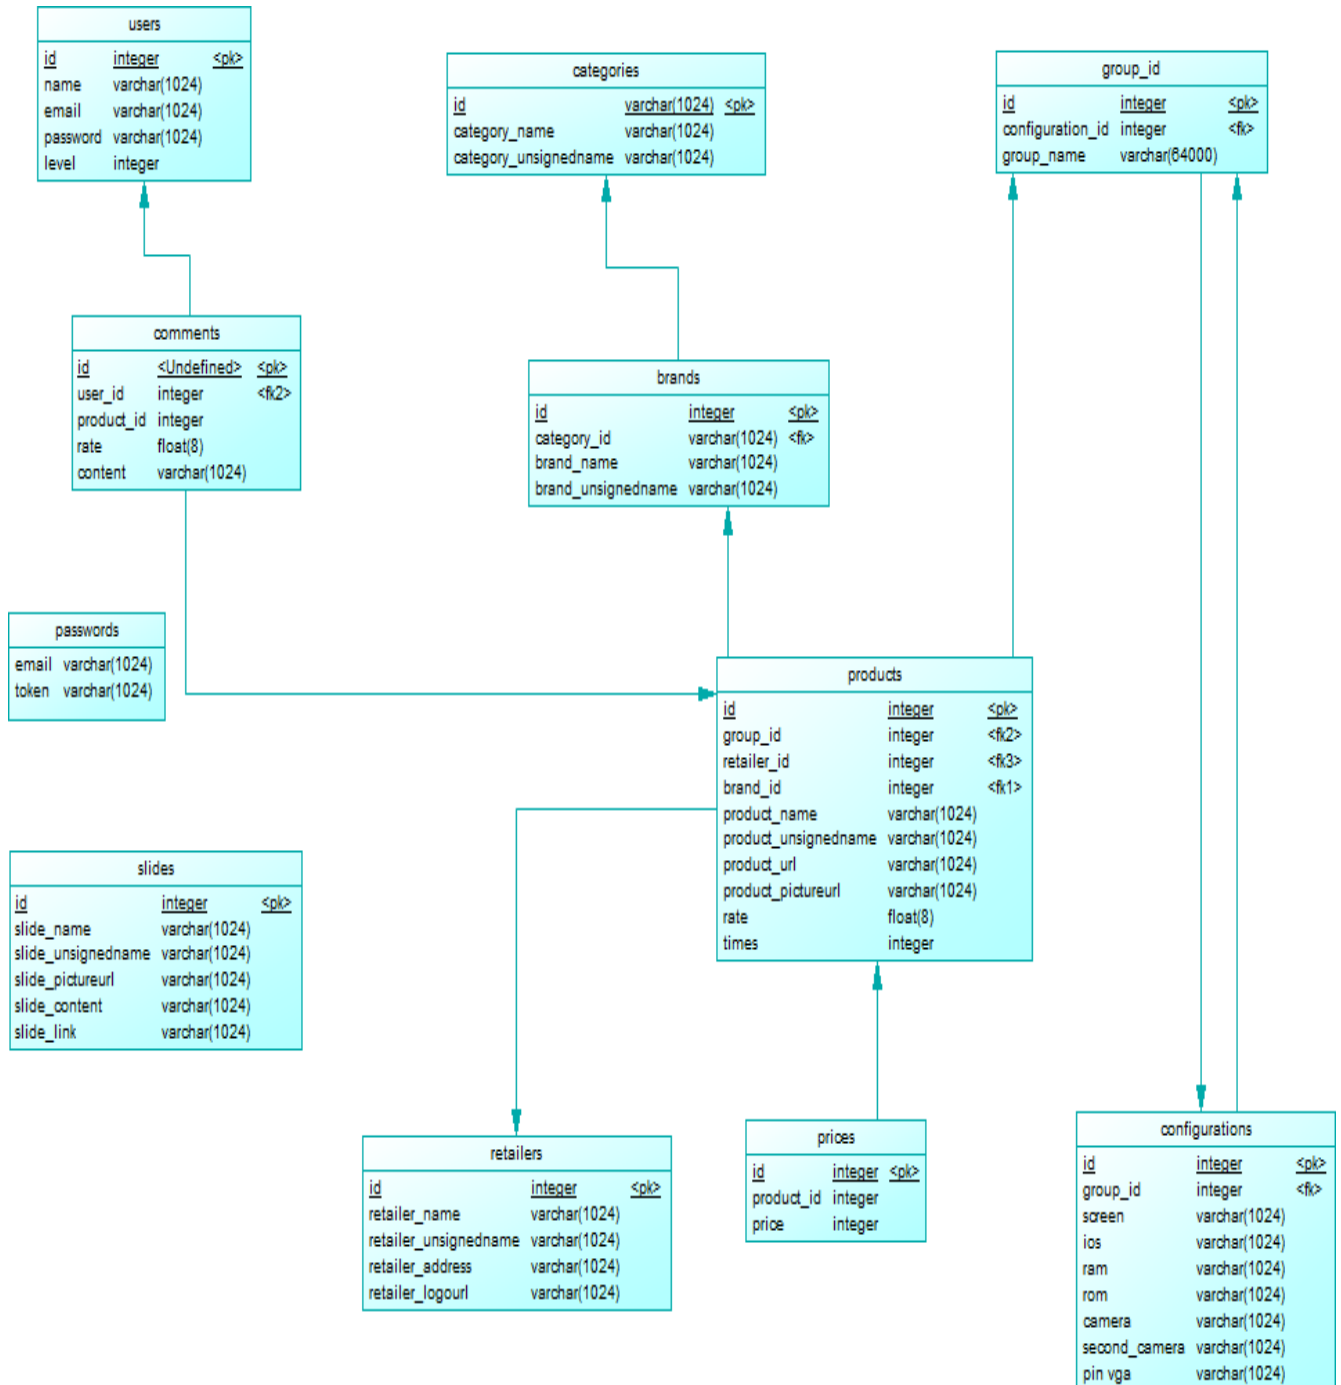 users
id integer <pk>
name varchar(1024)
email varchar(1024)
password varchar(1024)
level integer
categories
id varchar(1024) <pk>
category_name varchar(1024)
category_unsignedname varchar(1024)
group_id
id integer <pk>
configuration_id integer <fk>
group_name varchar(64000)
comments
id <Undefined> <pk>
user_id integer <fk2>
product_id integer
rate float(8)
content varchar(1024)
brands
id integer <pk>
category_id varchar(1024) <fk>
brand_name varchar(1024)
brand_unsignedname varchar(1024)
passwords
email varchar(1024)
token varchar(1024)
products
id integer <pk>
group_id integer <fk2>
retailer_id integer <fk3>
brand_id integer <fk1>
product_name varchar(1024)
product_unsignedname varchar(1024)
product_url varchar(1024)
product_pictureurl varchar(1024)
rate float(8)
times integer
slides
id integer <pk>
slide_name varchar(1024)
slide_unsignedname varchar(1024)
slide_pictureurl varchar(1024)
slide_content varchar(1024)
slide_link varchar(1024)
retailers
id integer <pk>
retailer_name varchar(1024)
retailer_unsignedname varchar(1024)
retailer_address varchar(1024)
retailer_logourl varchar(1024)
prices
id integer <pk>
product_id integer
price integer
configurations
id integer <pk>
group_id integer <fk>
screen varchar(1024)
ios varchar(1024)
ram varchar(1024)
rom varchar(1024)
camera varchar(1024)
second_camera varchar(1024)
pin vga varchar(1024)